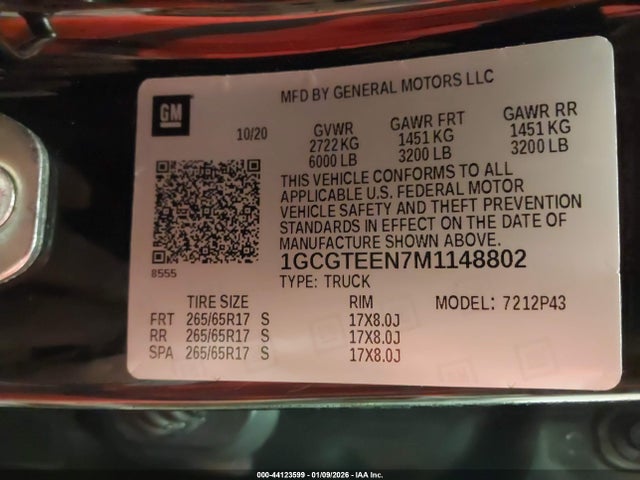 GM
MFD BY GENERAL MOTORS LLC
10/20
GVWR GAWR FRT GAWR RR
2722 KG 1451 KG 1451 KG
6000 LB 3200 LB 3200 LB
THIS VEHICLE CONFORMS TO ALL
APPLICABLE U.S. FEDERAL MOTOR
VEHICLE SAFETY AND THEFT PREVENTION
STANDARDS IN EFFECT ON THE DATE OF
MANUFACTURE SHOWN ABOVE.
8555
1GCGTEEN7M1148802
TYPE: TRUCK
TIRE SIZE RIM MODEL: 7212P43
FRT 265/65R17 S 17X8.0J
RR 265/65R17 S 17X8.0J
SPA 265/65R17 S 17X8.0J
000-44123599 - 01/09/2026 - IAA Inc.